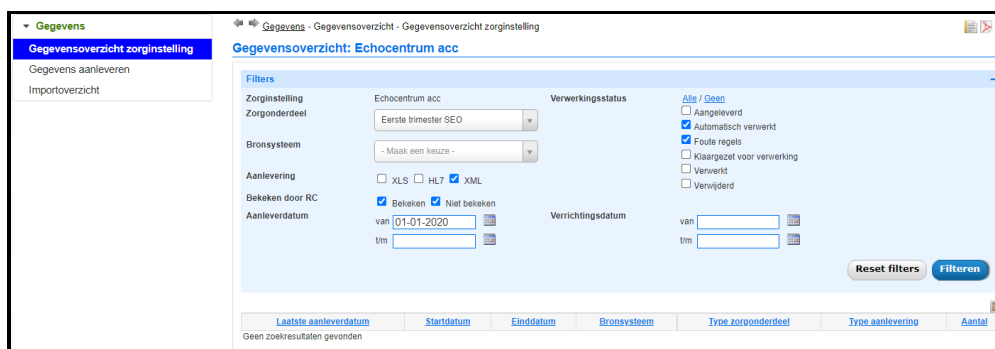 Gegevens
Gegevensoverzicht zorginstelling
Gegevens aanleveren
Importoverzicht
Gegevens - Gegevensoverzicht - Gegevensoverzicht zorginstelling
Gegevensoverzicht: Echocentrum acc
Filters
Zorginstelling Echocentrum acc Verwerkingsstatus Alle / Geen
Zorgonderdeel Eerste trimester SEO
Aangeleverd
Automatisch verwerkt
Bronsysteem - Maak een keuze -
Foute regels
Klaargezet voor verwerking
Verwerkt
Verwijderd
Aanlevering XLS HL7 XML
Bekeken door RC Bekeken Niet bekeken
Aanleverdatum van 01-01-2020 Verrichtingsdatum van
t/m t/m
Reset filters Filteren
Laatste aanleverdatum Startdatum Einddatum Bronsysteem Type zorgonderdeel Type aanlevering Aantal
Geen zoekresultaten gevonden